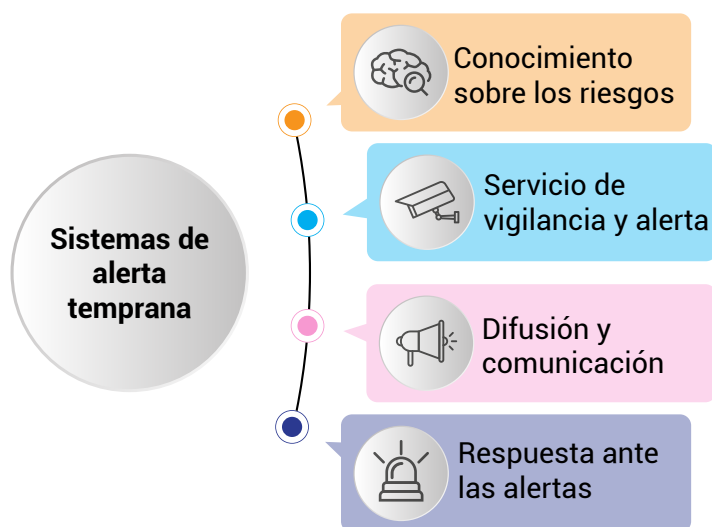 Sistemas de
alerta
temprana
Conocimiento
sobre los riesgos
Servicio de
vigilancia y alerta
Difusión y
comunicación
Respuesta ante
las alertas